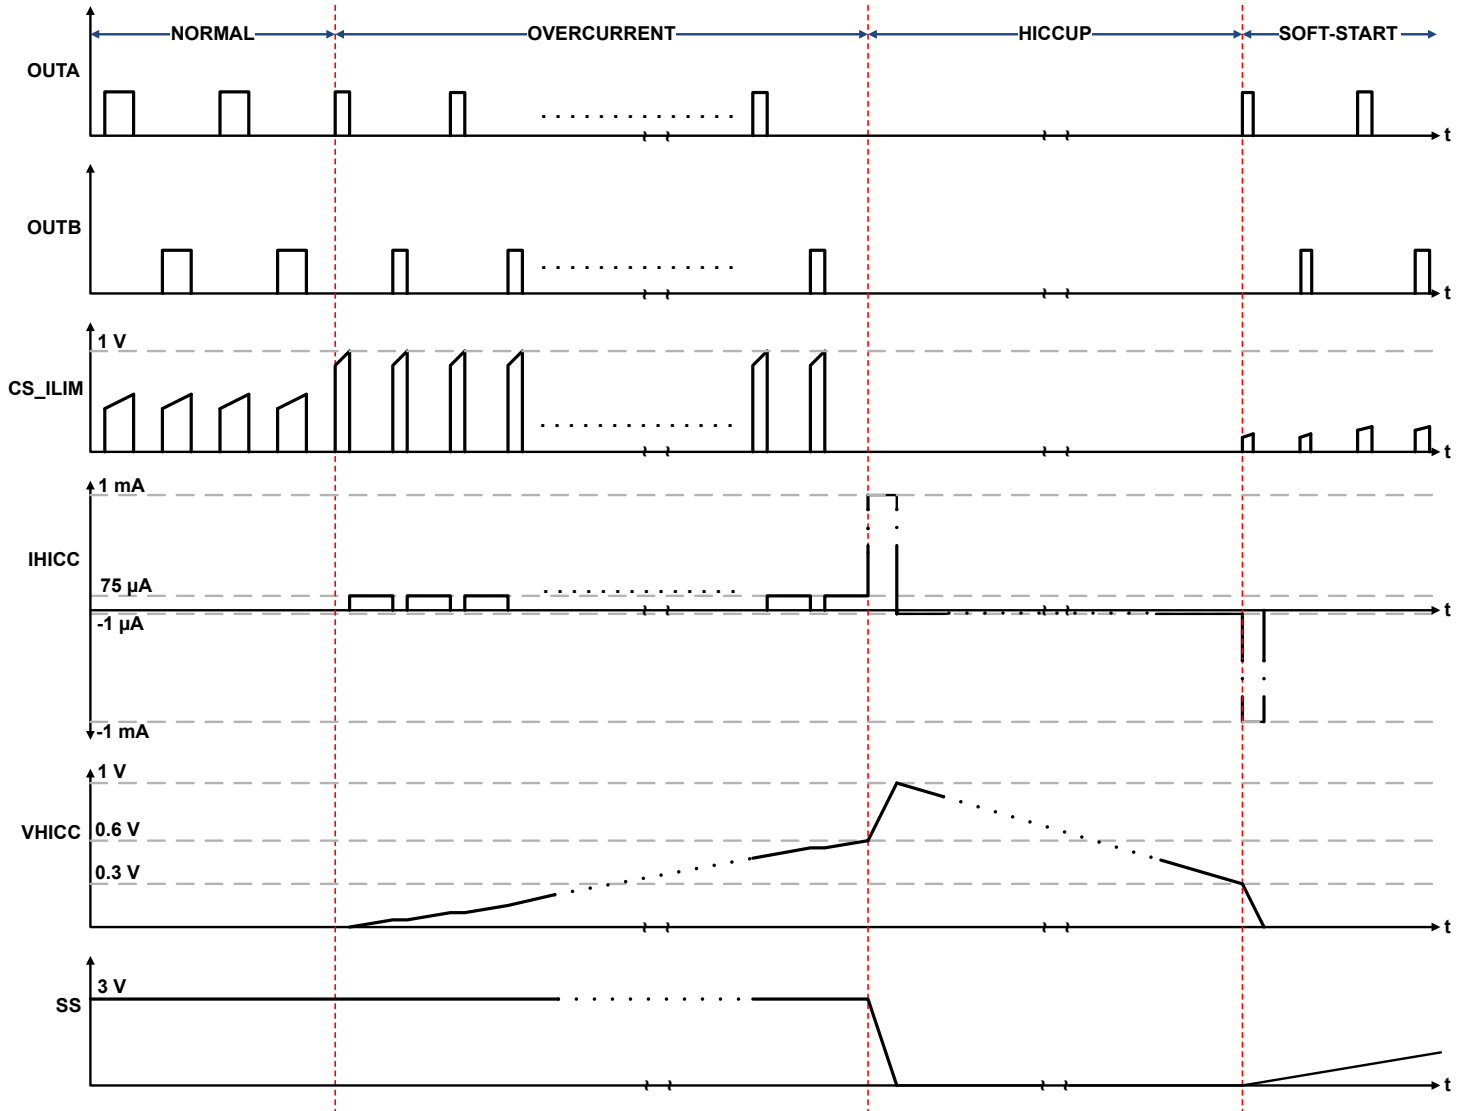 NORMAL OVERCURRENT HICCUP SOFT-START
OUTA
t
OUTB
t
1 V
CS_ILIM
t
1 mA
IHICC
75 µA
t
-1 µA
-1 mA
1 V
VHICC
0.6 V
0.3 V
t
3 V
SS
t